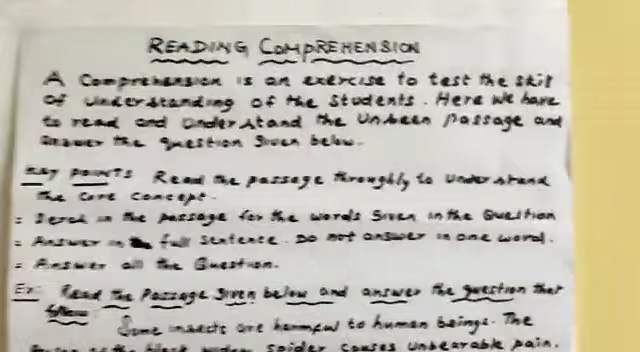 READING COMPREHENSION
A Comprehension is an exercise to test the skil
of understanding of the students. Here we have
to read and understand the unseen passage and
answer the question given below.
KEY POINTS Read the passage throughly to understand
the core concept.
= Serch in the passage for the words given in the Question
= Answer in full sentence. Do not answer in one word.
= Answer all the Question.
Ex: Read the Passage given below and answer the question that
follow:
Some insects are harmful to human beings. The
of the black widow spider causes unbearable pain.